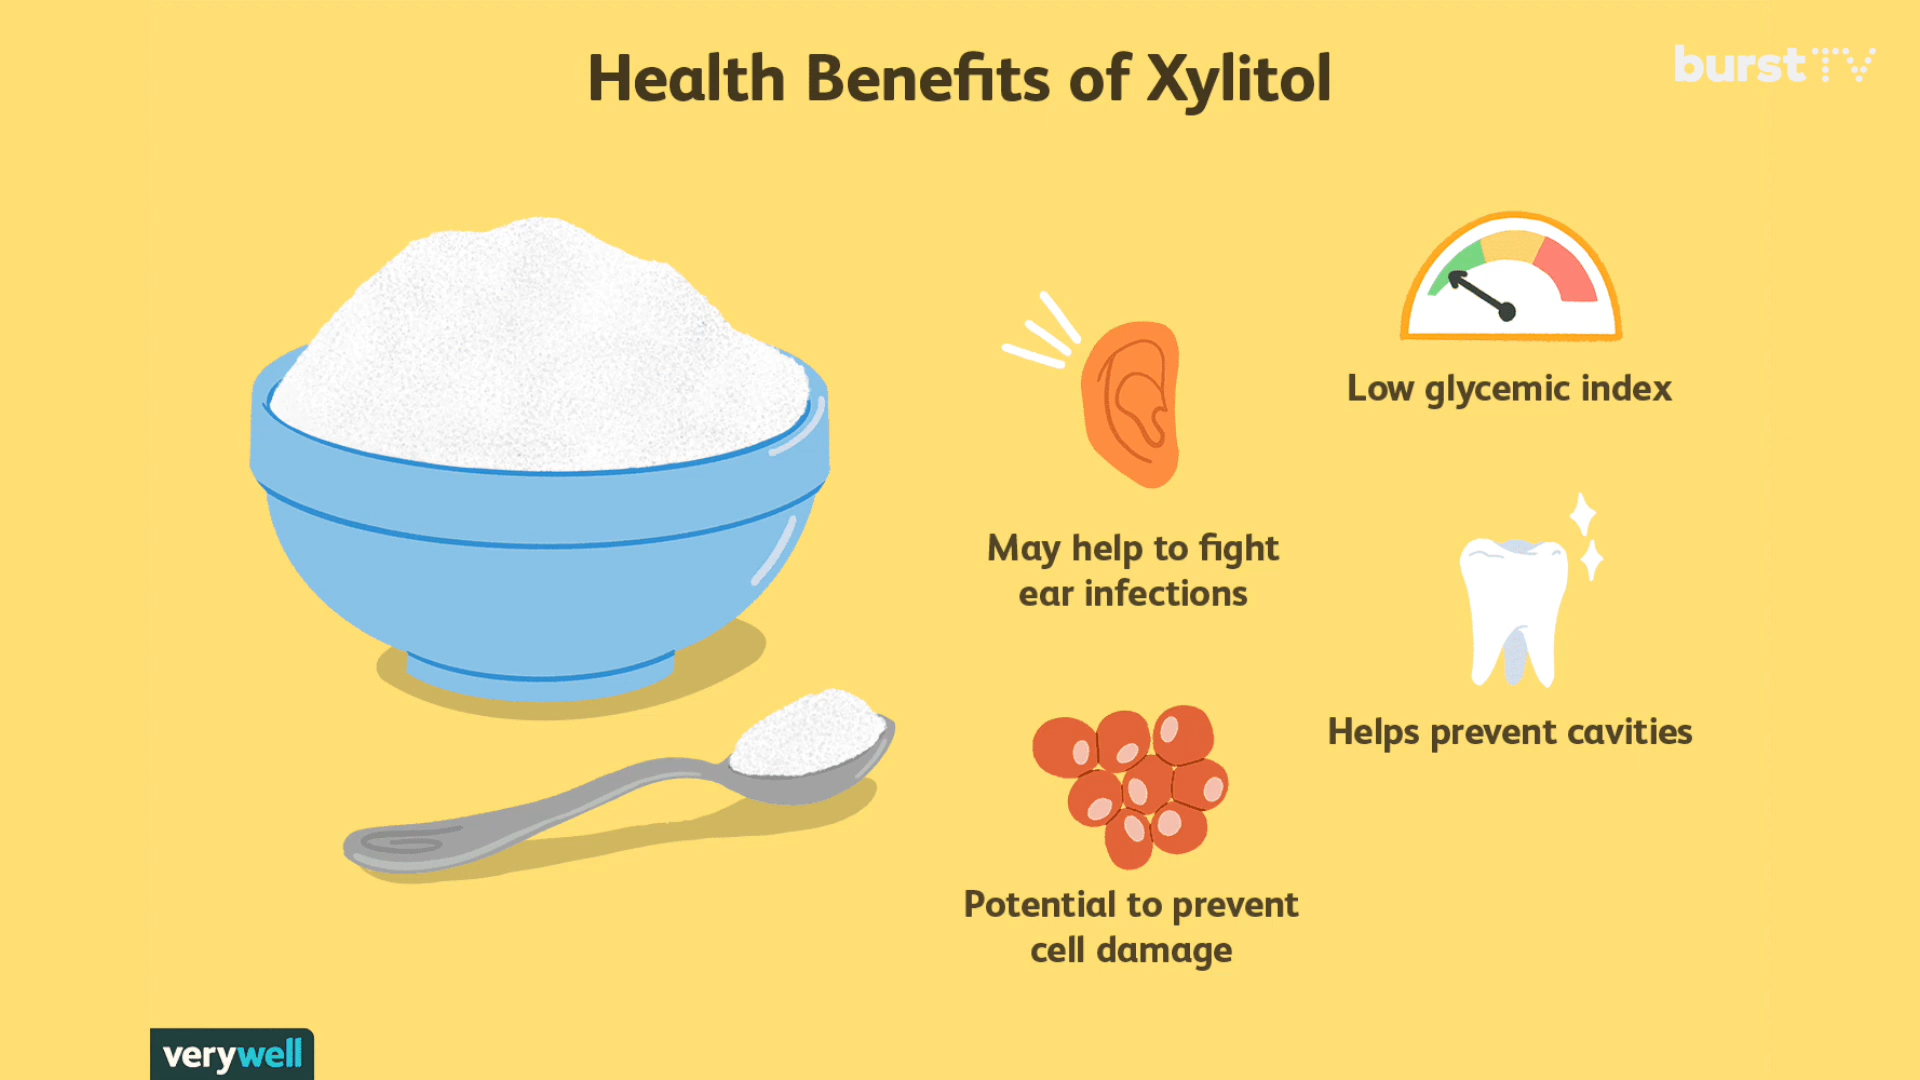 Health Benefits of Xylitol
burst TV
Low glycemic index
May help to fight
ear infections
Helps prevent cavities
Potential to prevent
cell damage
verywell